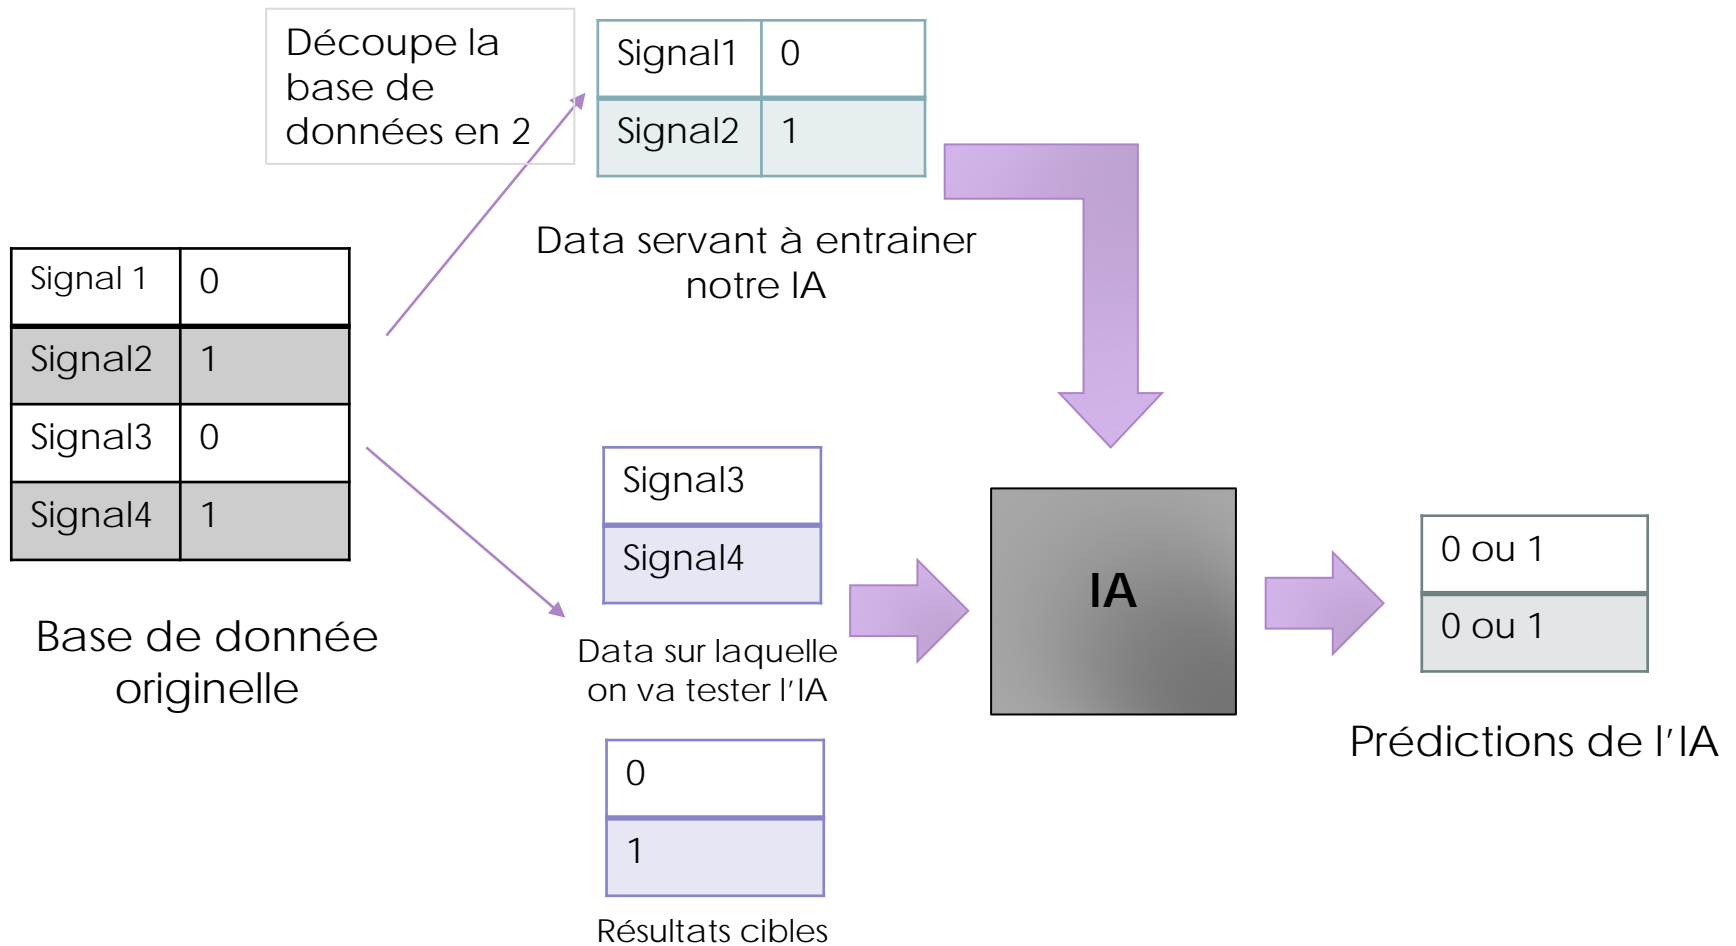 Découpe la
base de
données en 2
Signal1 0
Signal2 1
Data servant à entrainer
notre IA
Signal 1 0
Signal2 1
Signal3 0
Signal4 1
Base de donnée
originelle
Signal3
Signal4
Data sur laquelle
on va tester l’IA
0
1
Résultats cibles
IA
0 ou 1
0 ou 1
Prédictions de l’IA